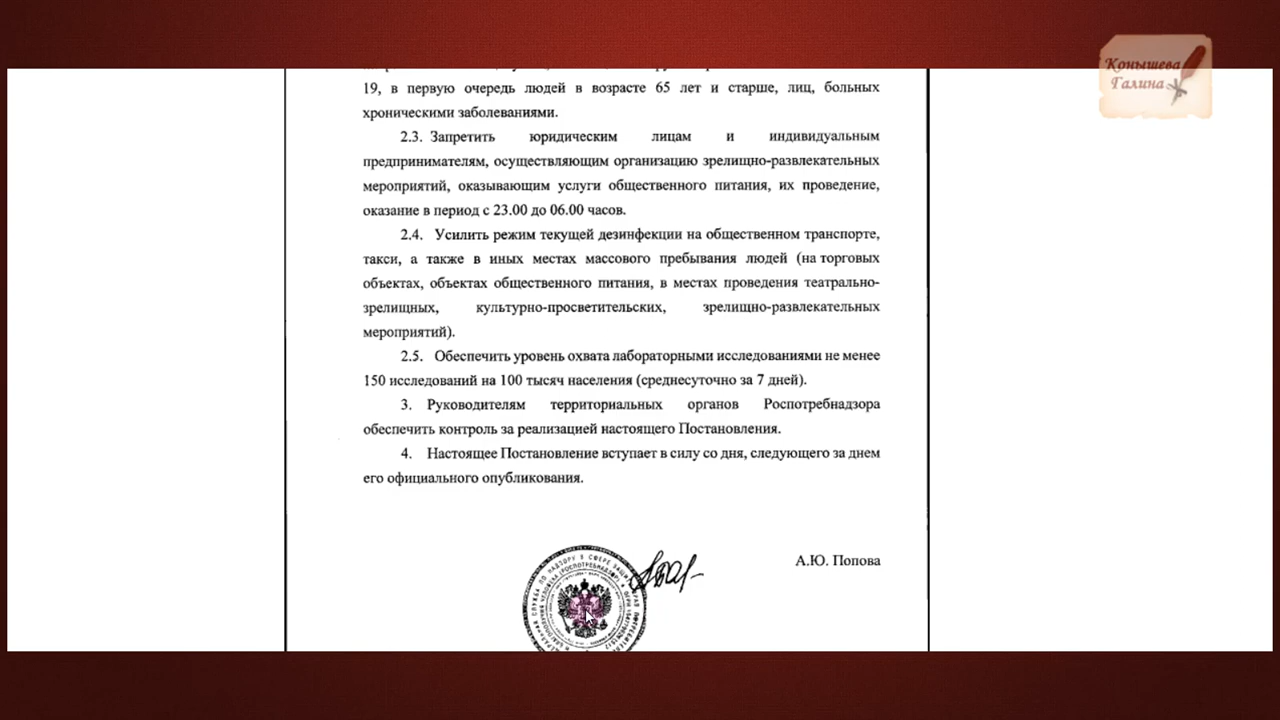 Конышева
Галина
19, в первую очередь людей в возрасте 65 лет и старше, лиц, больных
хроническими заболеваниями.
2.3. Запретить юридическим лицам и индивидуальным
предпринимателям, осуществляющим организацию зрелищно-развлекательных
мероприятий, оказывающим услуги общественного питания, их проведение,
оказание в период с 23.00 до 06.00 часов.
2.4. Усилить режим текущей дезинфекции на общественном транспорте,
такси, а также в иных местах массового пребывания людей (на торговых
объектах, объектах общественного питания, в местах проведения театрально-
зрелищных, культурно-просветительских, зрелищно-развлекательных
мероприятий).
2.5. Обеспечить уровень охвата лабораторными исследованиями не менее
150 исследований на 100 тысяч населения (среднесуточно за 7 дней).
3. Руководителям территориальных органов Роспотребнадзора
обеспечить контроль за реализацией настоящего Постановления.
4. Настоящее Постановление вступает в силу со дня, следующего за днем
его официального опубликования.
А.Ю. Попова